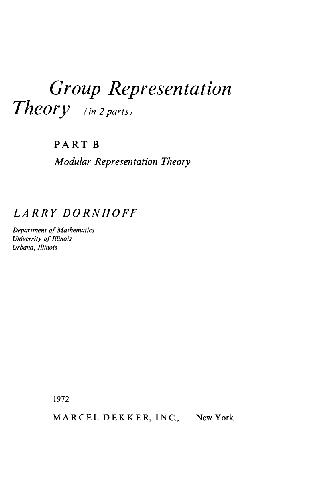 Group Representation
Theory (in 2 parts)
PART B
Modular Representation Theory
LARRY DORNHOFF
Department of Mathematics
University of Illinois
Urbana, Illinois
1972
MARCEL DEKKER, INC., New York